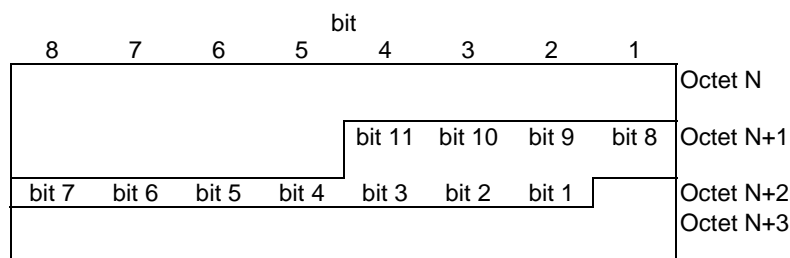 bit
8 7 6 5 4 3 2 1
Octet N
bit 11 bit 10 bit 9 bit 8 Octet N+1
bit 7 bit 6 bit 5 bit 4 bit 3 bit 2 bit 1 Octet N+2
Octet N+3